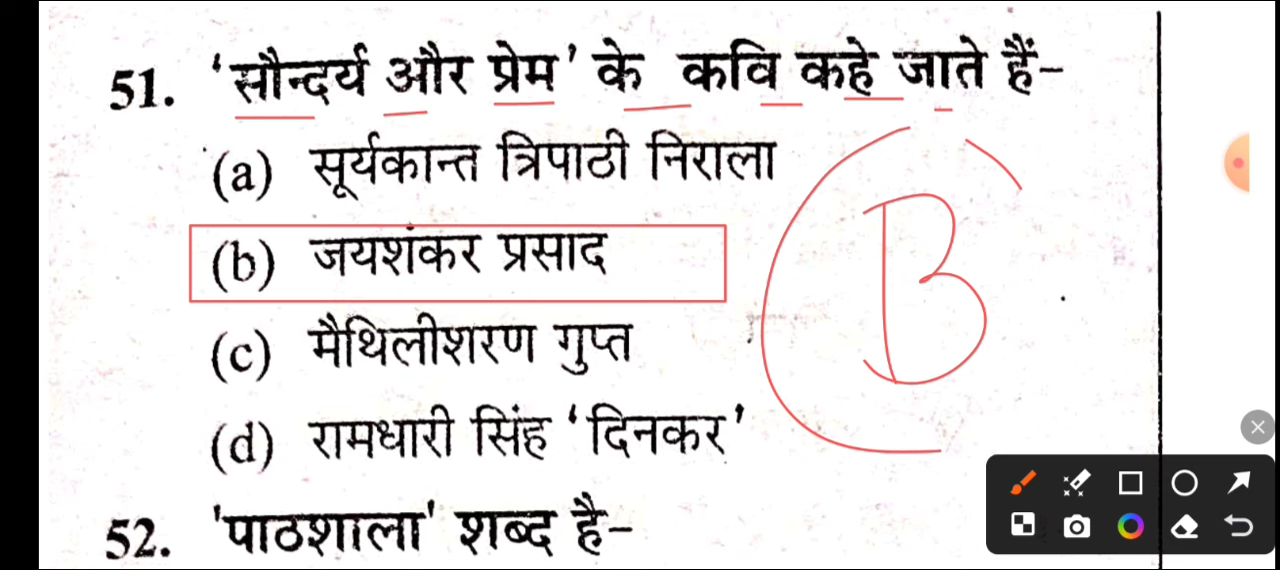 51. 'सौन्दर्य और प्रेम' के कवि कहे जाते हैं-
(a) सूर्यकान्त त्रिपाठी निराला
(b) जयशंकर प्रसाद
B
(c) मैथिलीशरण गुप्त
(d) रामधारी सिंह 'दिनकर'
52. 'पाठशाला' शब्द है-